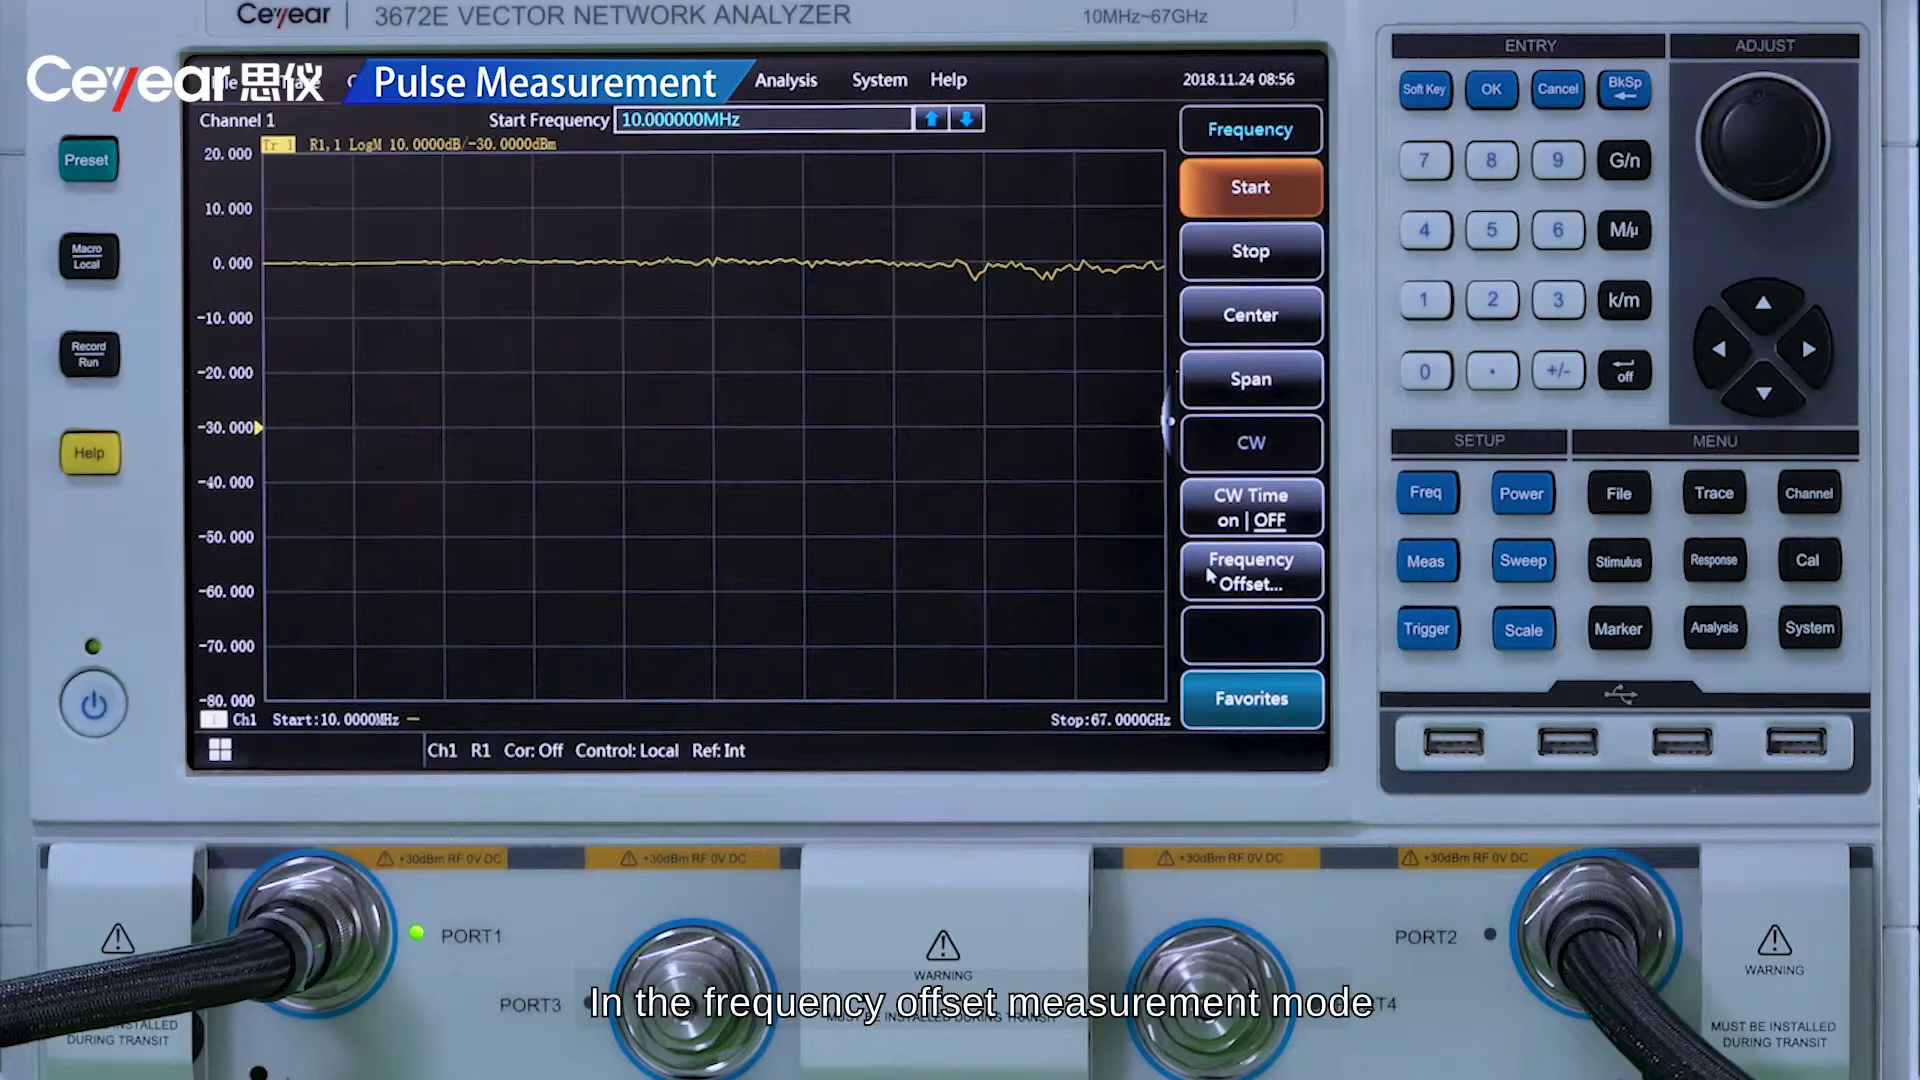 Ceyear 3672E VECTOR NETWORK ANALYZER 10MHz~67GHz
Ceyear 思仪
Pulse Measurement
Analysis System Help 2018.11.24 08:56
Channel 1 Start Frequency 10.000000MHz
Tr 1 R1,1 LogM 10.0000dB/-30.0000dBm
20.000
10.000
0.000
-10.000
-20.000
-30.000
-40.000
-50.000
-60.000
-70.000
-80.000
1 Ch1 Start:10.0000MHz Stop:67.0000GHz
Ch1 R1 Cor: Off Control: Local Ref: Int
Frequency
Start
Stop
Center
Span
CW
CW Time
on | OFF
Frequency
Offset...
Favorites
Preset
Macro
Local
Record
Run
Help
ENTRY ADJUST
Soft Key OK Cancel BkSp
7 8 9 G/n
4 5 6 M/μ
1 2 3 k/m
0 . +/- off
SETUP MENU
Freq Power File Trace Channel
Meas Sweep Stimulus Response Cal
Trigger Scale Marker Analysis System
+30dBm RF 0V DC +30dBm RF 0V DC +30dBm RF 0V DC +30dBm RF 0V DC
PORT1 PORT2
WARNING WARNING
PORT3
In the frequency offset measurement mode
INSTALLED
DURING TRANSIT
MUST BE INSTALLED
DURING TRANSIT